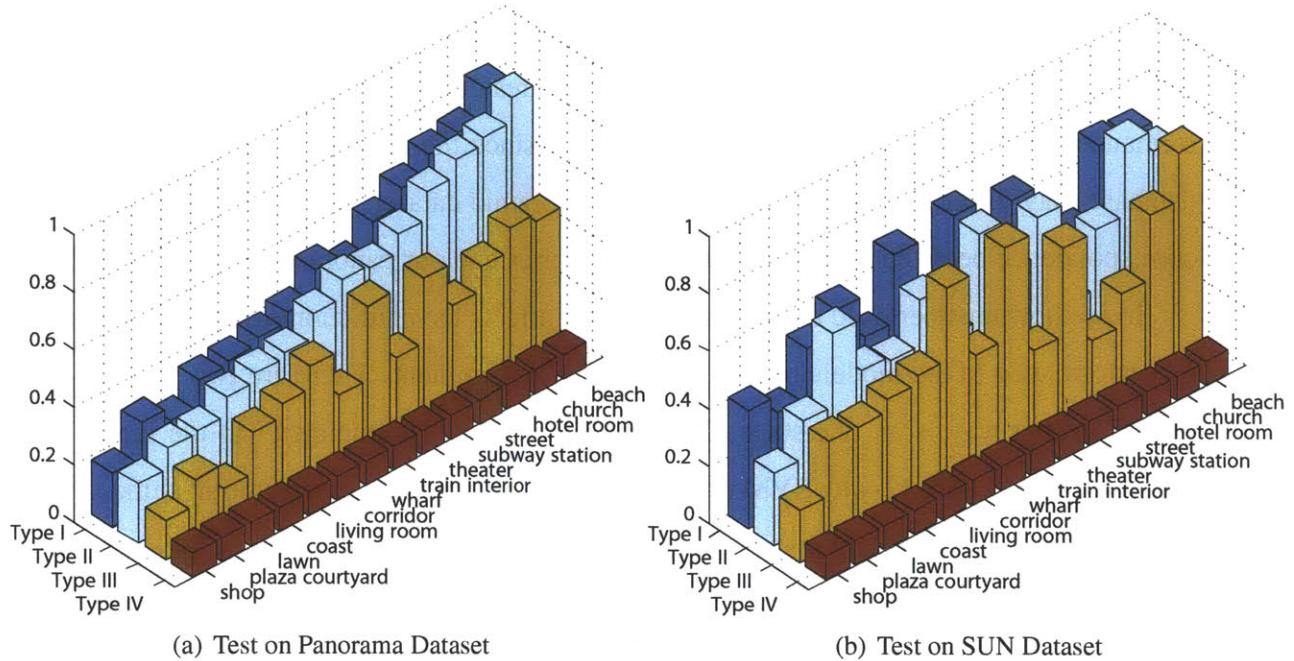 1
0.8
0.6
0.4
0.2
0
Type I
Type II
Type III
Type IV
shop
plaza courtyard
lawn
coast
living room
corridor
wharf
train interior
theater
subway station
street
hotel room
church
beach
(a) Test on Panorama Dataset
1
0.8
0.6
0.4
0.2
0
Type I
Type II
Type III
Type IV
shop
plaza courtyard
lawn
coast
living room
corridor
wharf
train interior
theater
subway station
street
hotel room
church
beach
(b) Test on SUN Dataset